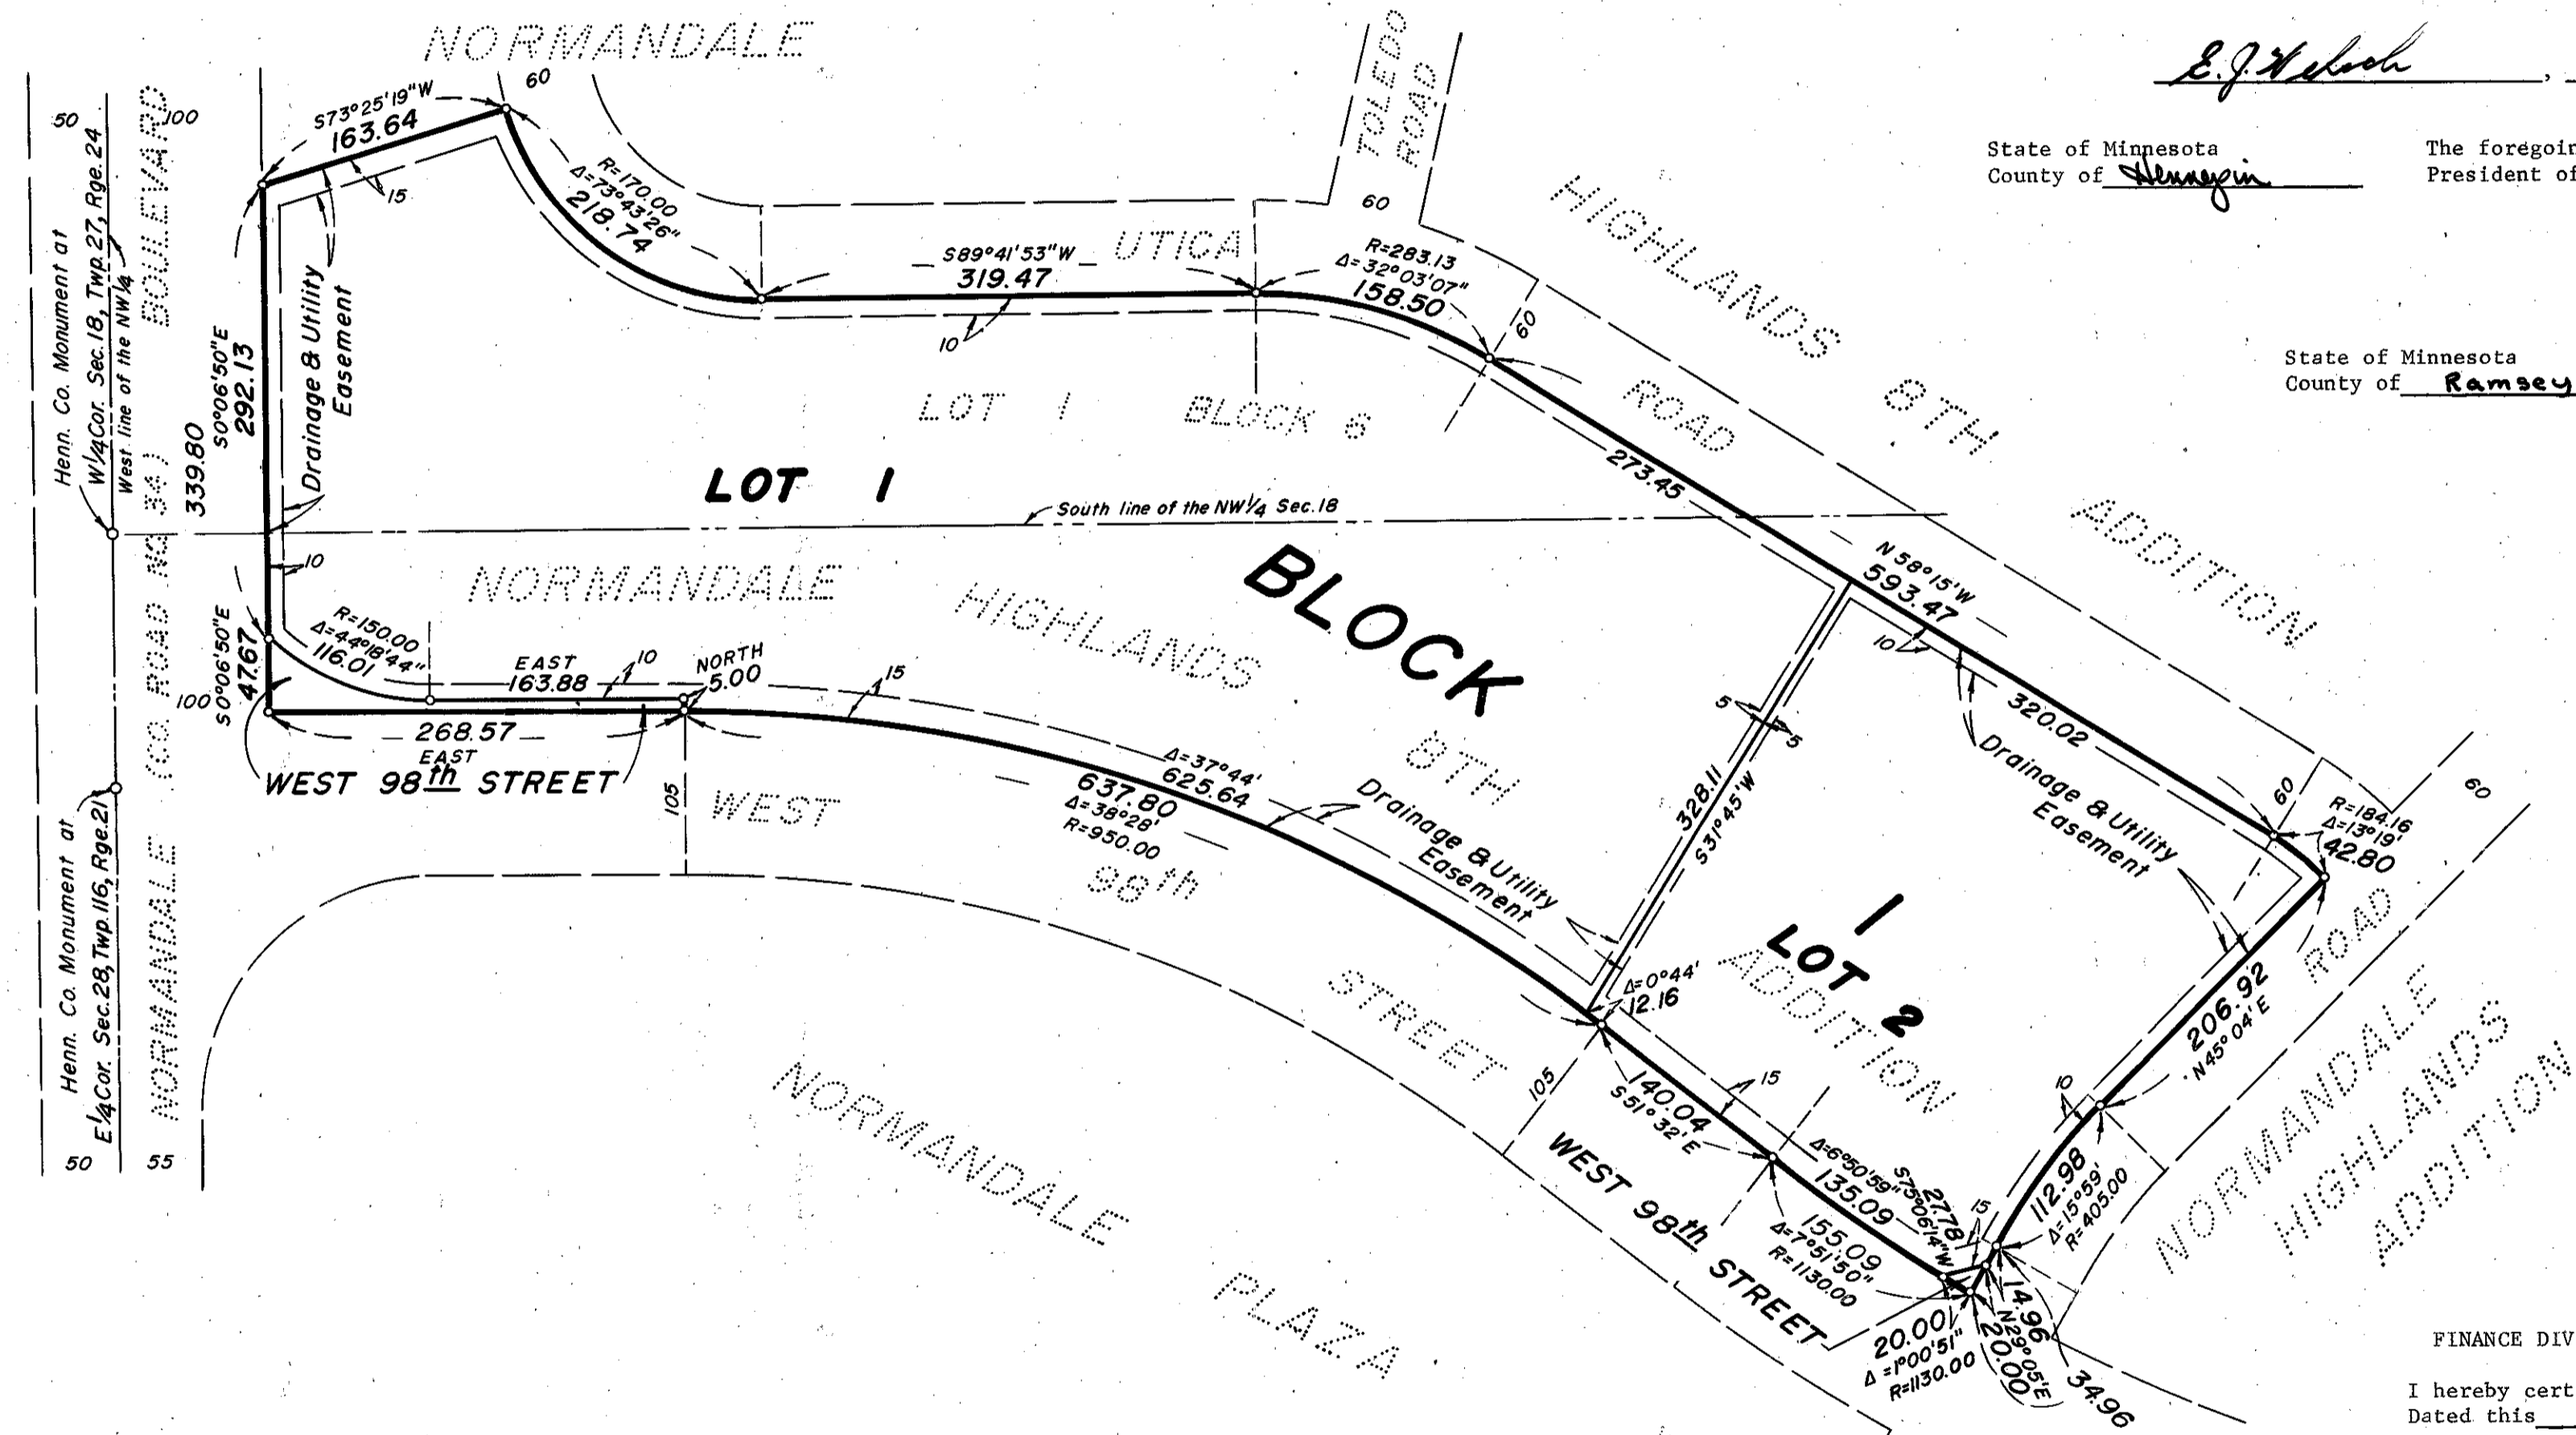 NORMANDALE
60
TOLEDO
ROAD
E. J. Welsch ,
State of Minnesota
County of Hennepin
The foregoin
President of
State of Minnesota
County of Ramsey
50
100
BOULEVARD
Henn. Co. Monument at
W¼Cor. Sec.18, Twp.27, Rge.24
West line of the NW¼
S73°25'19"W
163.64
15
R=170.00
Δ=73°43'26"
218.74
S89°41'53"W
319.47
UTICA
60
R=283.13
Δ=32°03'07"
158.50
60
HIGHLANDS
8TH
ADDITION
ROAD
10
Drainage & Utility
Easement
S0°06'50"E
292.13
339.80
LOT 1 BLOCK 6
LOT 1
South line of the NW¼ Sec.18
273.45
N58°15'W
593.47
10
320.02
Drainage & Utility
Easement
60
60
R=184.16
Δ=13°19'
42.80
10
NORMANDALE
HIGHLANDS
8TH
ADDITION
BLOCK
1
(CO. ROAD NO. 34)
S0°06'50"E
47.67
100
R=150.00
Δ=44°18'44"
116.01
EAST
163.88
10
NORTH
5.00
15
268.57
EAST
WEST 98th STREET
105
WEST
98th
STREET
Δ=37°44'
625.64
637.80
Δ=38°28'
R=950.00
Drainage & Utility
Easement
5
5
328.11
S31°45'W
LOT 2
Δ=0°44'
12.16
105
140.04
S51°32'E
15
Δ=6°50'59"
135.09
155.09
Δ=7°51'50"
R=1130.00
27.78
S75°06'14"W
15
WEST 98th STREET
20.00
Δ=1°00'51"
R=1130.00
14.96
N29°05'E
20.00
34.96
112.98
Δ=15°59'
R=405.00
10
206.92
N45°04'E
ROAD
NORMANDALE
HIGHLANDS
ADDITION
Henn. Co. Monument at
E¼Cor. Sec.28, Twp.116, Rge.21
NORMANDALE
50
55
NORMANDALE
PLAZA
FINANCE DIV
I hereby cert
Dated this